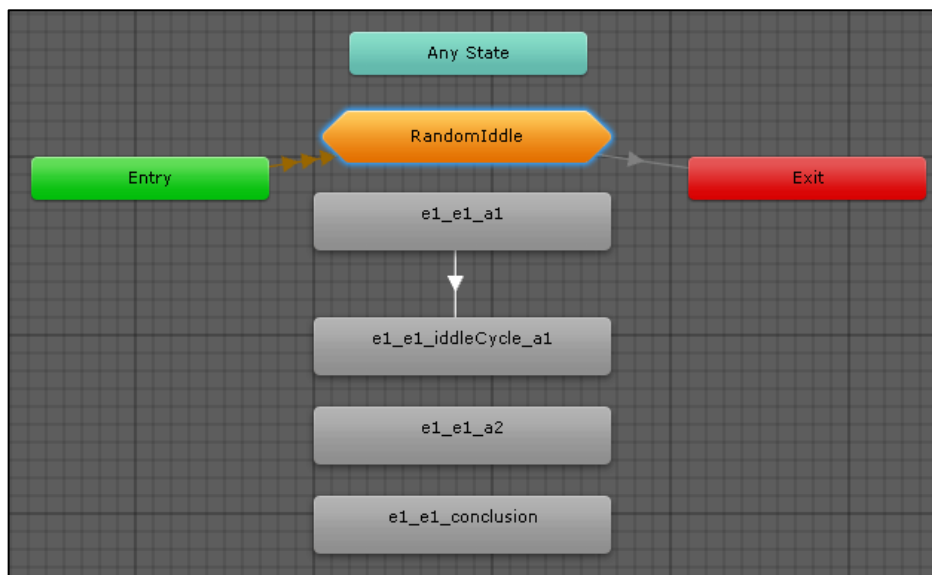 Any State
RandomIddle
Entry
Exit
e1_e1_a1
e1_e1_iddleCycle_a1
e1_e1_a2
e1_e1_conclusion